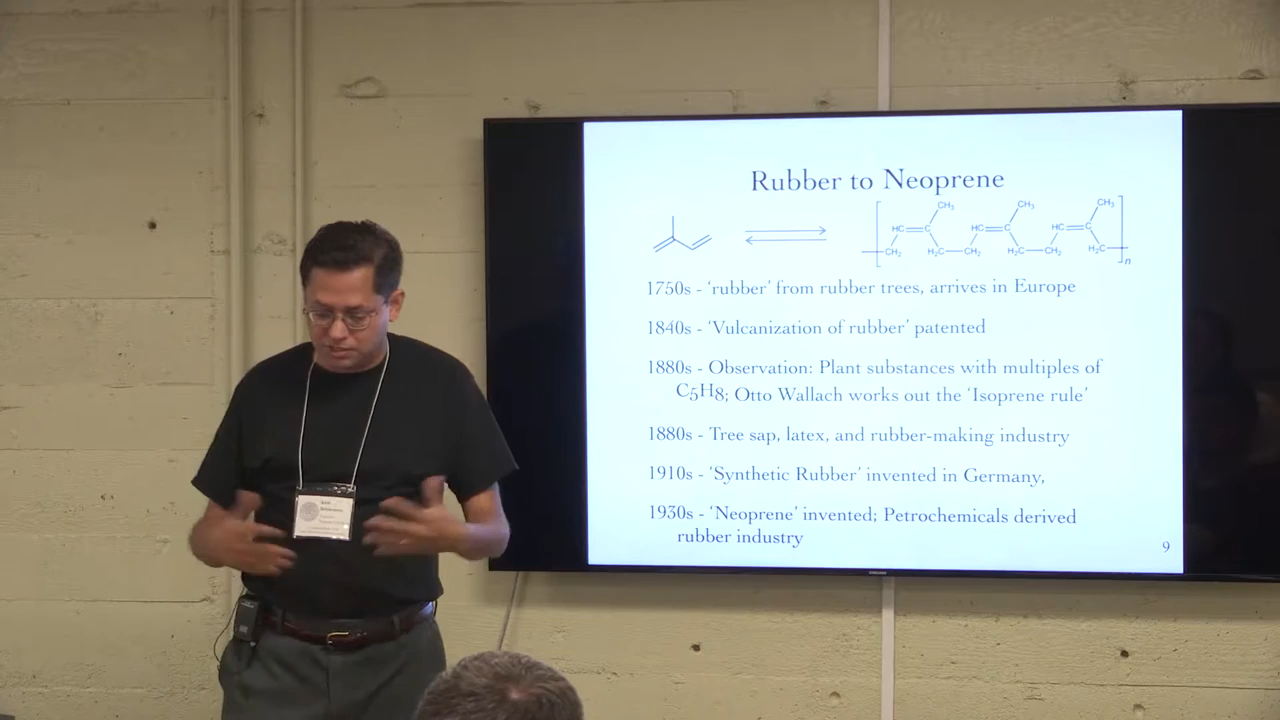 Rubber to Neoprene
CH3 CH3 CH3
HC C HC C HC C
CH2 H2C CH2 H2C CH2 H2C n
1750s - ‘rubber’ from rubber trees, arrives in Europe
1840s - ‘Vulcanization of rubber’ patented
1880s - Observation: Plant substances with multiples of
C5H8; Otto Wallach works out the ‘Isoprene rule’
1880s - Tree sap, latex, and rubber-making industry
1910s - ‘Synthetic Rubber’ invented in Germany,
1930s - ‘Neoprene’ invented; Petrochemicals derived
rubber industry
9
SAMSUNG